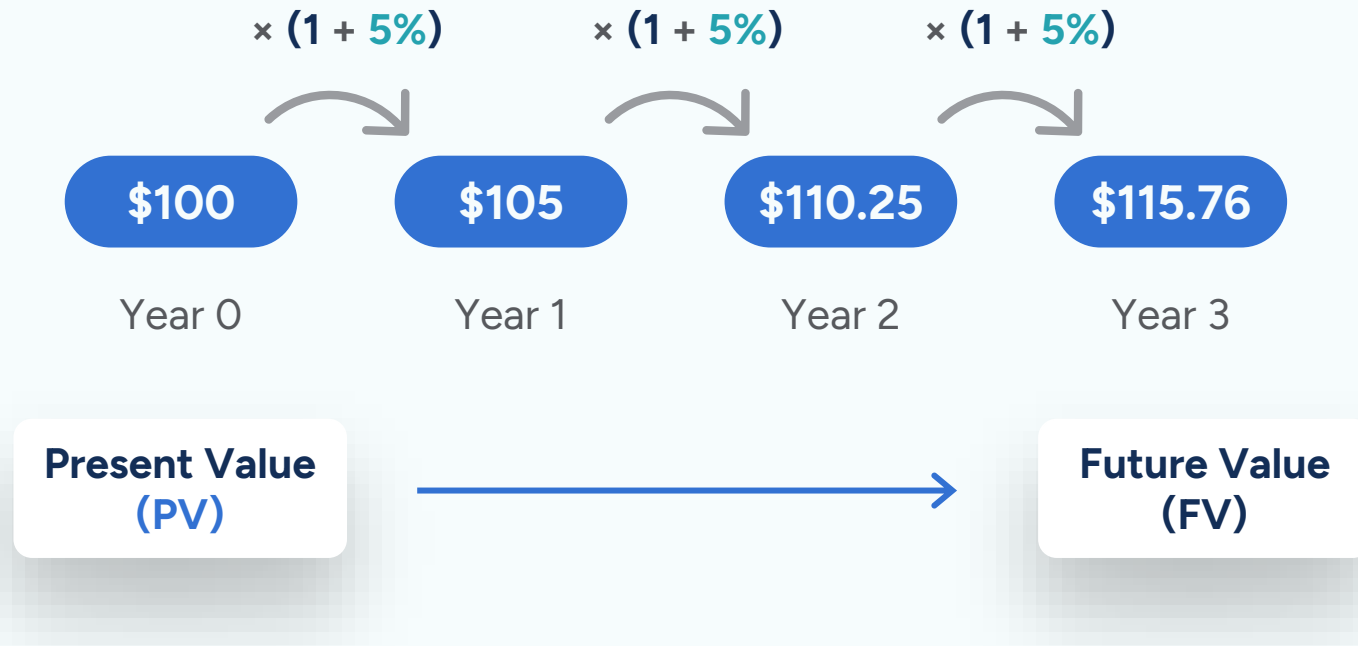 × (1 + 5%) × (1 + 5%) × (1 + 5%)
$100 $105 $110.25 $115.76
Year 0 Year 1 Year 2 Year 3
Present Value
(PV)
Future Value
(FV)